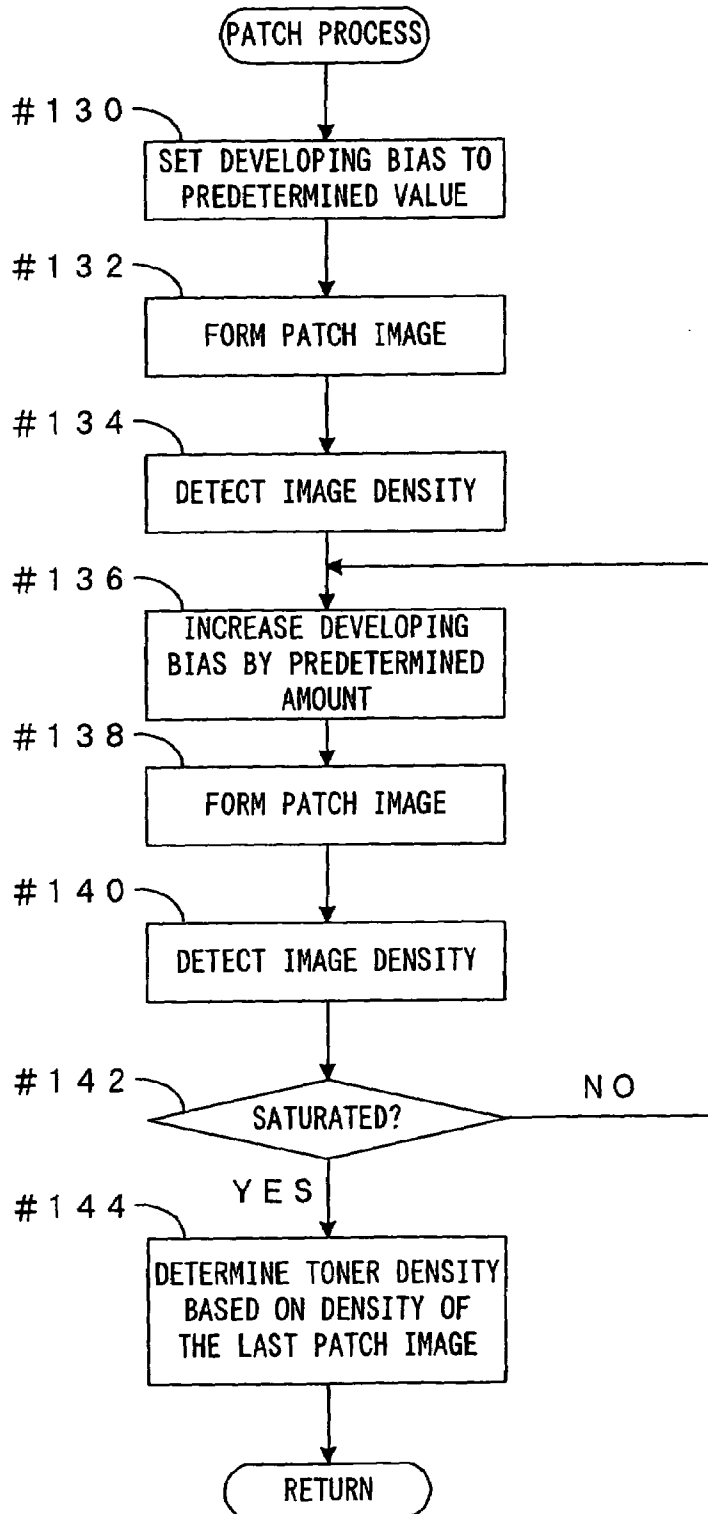 PATCH PROCESS
#130
SET DEVELOPING BIAS TO
PREDETERMINED VALUE
#132
FORM PATCH IMAGE
#134
DETECT IMAGE DENSITY
#136
INCREASE DEVELOPING
BIAS BY PREDETERMINED
AMOUNT
#138
FORM PATCH IMAGE
#140
DETECT IMAGE DENSITY
#142
SATURATED?
NO
YES
#144
DETERMINE TONER DENSITY
BASED ON DENSITY OF
THE LAST PATCH IMAGE
RETURN